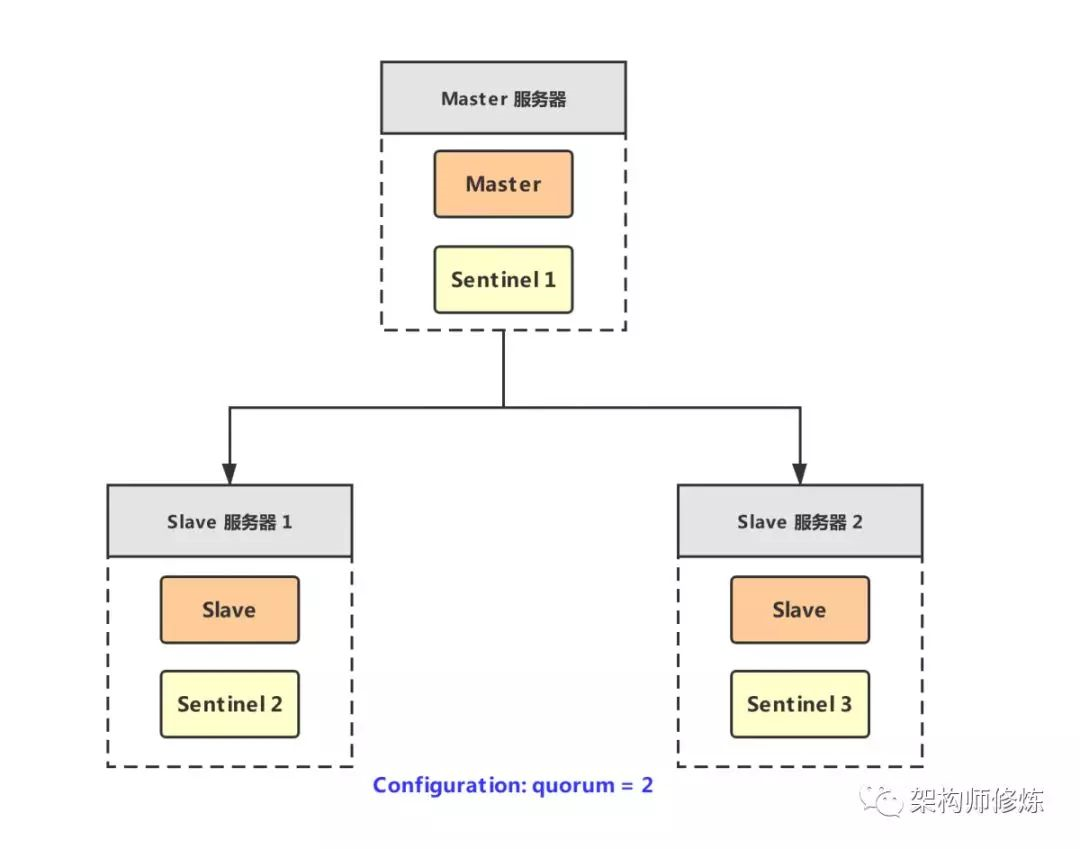 Master 服务器
Master
Sentinel 1
Slave 服务器 1
Slave 服务器 2
Slave
Slave
Sentinel 2
Sentinel 3
Configuration: quorum = 2
架构师修炼